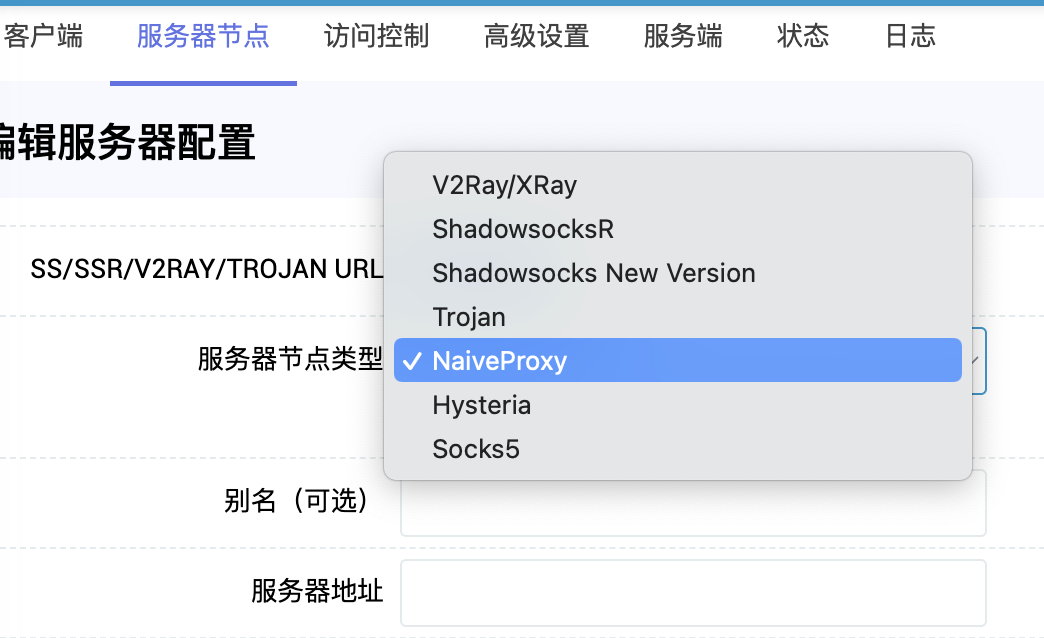 客户端 服务器节点 访问控制 高级设置 服务端 状态 日志
编辑服务器配置
V2Ray/XRay
ShadowsocksR
SS/SSR/V2RAY/TROJAN URL
Shadowsocks New Version
Trojan
服务器节点类型
✓ NaiveProxy
Hysteria
Socks5
别名（可选）
服务器地址